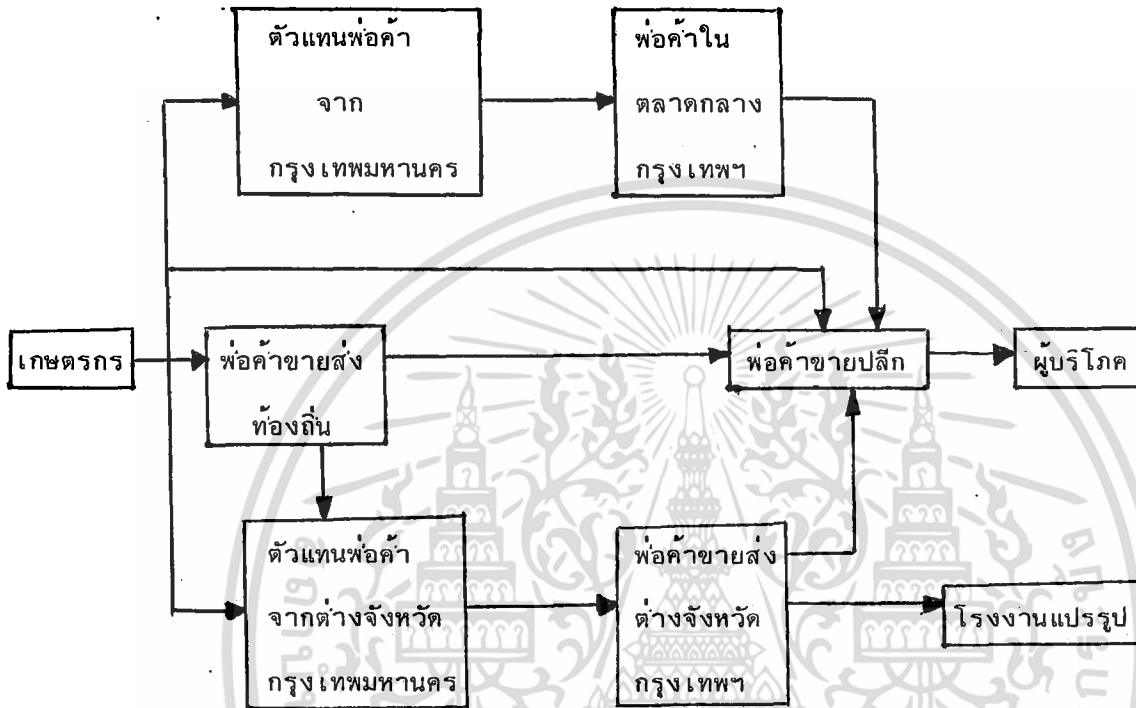 ตัวแทนพ่อค้า
จาก
กรุงเทพมหานคร
พ่อค้าใน
ตลาดกลาง
กรุงเทพฯ
เกษตรกร
พ่อค้าขายส่ง
ท้องถิ่น
พ่อค้าขายปลีก
ผู้บริโภค
ตัวแทนพ่อค้า
จากต่างจังหวัด
กรุงเทพมหานคร
พ่อค้าขายส่ง
ต่างจังหวัด
กรุงเทพฯ
โรงงานแปรรูป